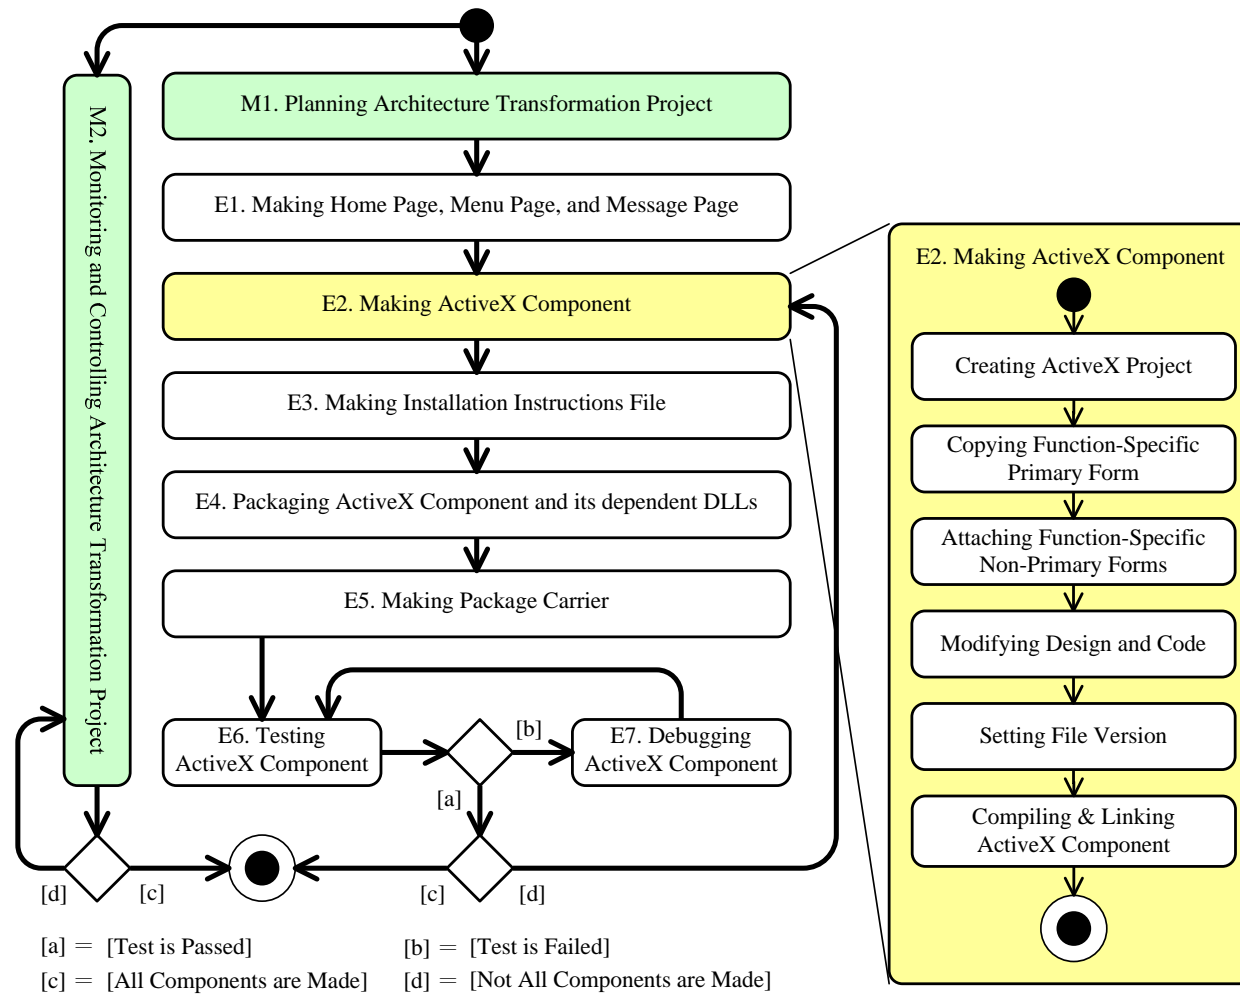 M1. Planning Architecture Transformation Project
M2. Monitoring and Controlling Architecture Transformation Project
E1. Making Home Page, Menu Page, and Message Page
E2. Making ActiveX Component
E3. Making Installation Instructions File
E4. Packaging ActiveX Component and its dependent DLLs
E5. Making Package Carrier
E6. Testing
ActiveX Component
[b]
E7. Debugging
ActiveX Component
[a]
[d]
[c]
[c]
[d]
E2. Making ActiveX Component
Creating ActiveX Project
Copying Function-Specific
Primary Form
Attaching Function-Specific
Non-Primary Forms
Modifying Design and Code
Setting File Version
Compiling & Linking
ActiveX Component
[a] = [Test is Passed]
[b] = [Test is Failed]
[c] = [All Components are Made]
[d] = [Not All Components are Made]